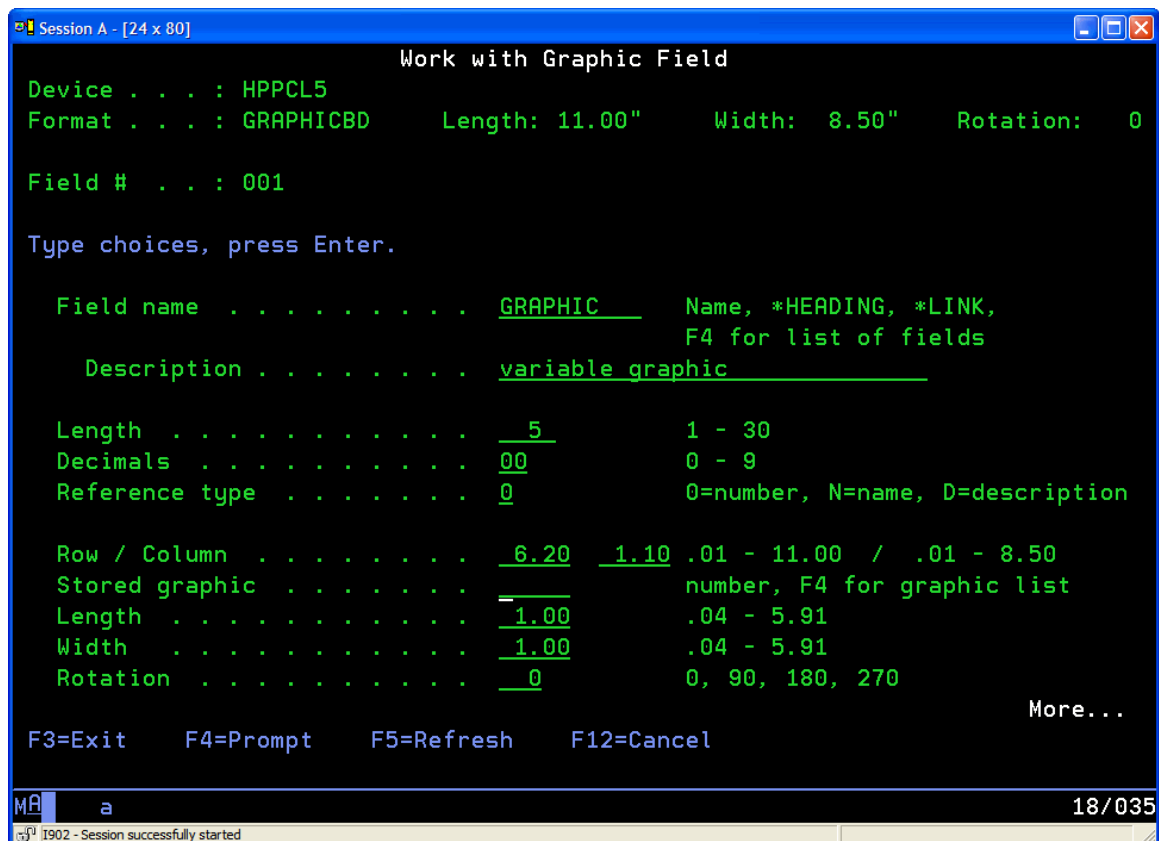 Session A - [24 x 80]
Work with Graphic Field
Device . . . : HPPCL5
Format . . . : GRAPHICBD Length: 11.00" Width: 8.50" Rotation: 0
Field # . . : 001
Type choices, press Enter.
Field name . . . . . . . . . GRAPHIC Name, *HEADING, *LINK,
F4 for list of fields
Description . . . . . . . . variable graphic
Length . . . . . . . . . . . 5 1 - 30
Decimals . . . . . . . . . . 00 0 - 9
Reference type . . . . . . . 0 0=number, N=name, D=description
Row / Column . . . . . . . . 6.20 1.10 .01 - 11.00 / .01 - 8.50
Stored graphic . . . . . . . number, F4 for graphic list
Length . . . . . . . . . . . 1.00 .04 - 5.91
Width . . . . . . . . . . . 1.00 .04 - 5.91
Rotation . . . . . . . . . . 0 0, 90, 180, 270
More...
F3=Exit F4=Prompt F5=Refresh F12=Cancel
MA a 18/035
I902 - Session successfully started